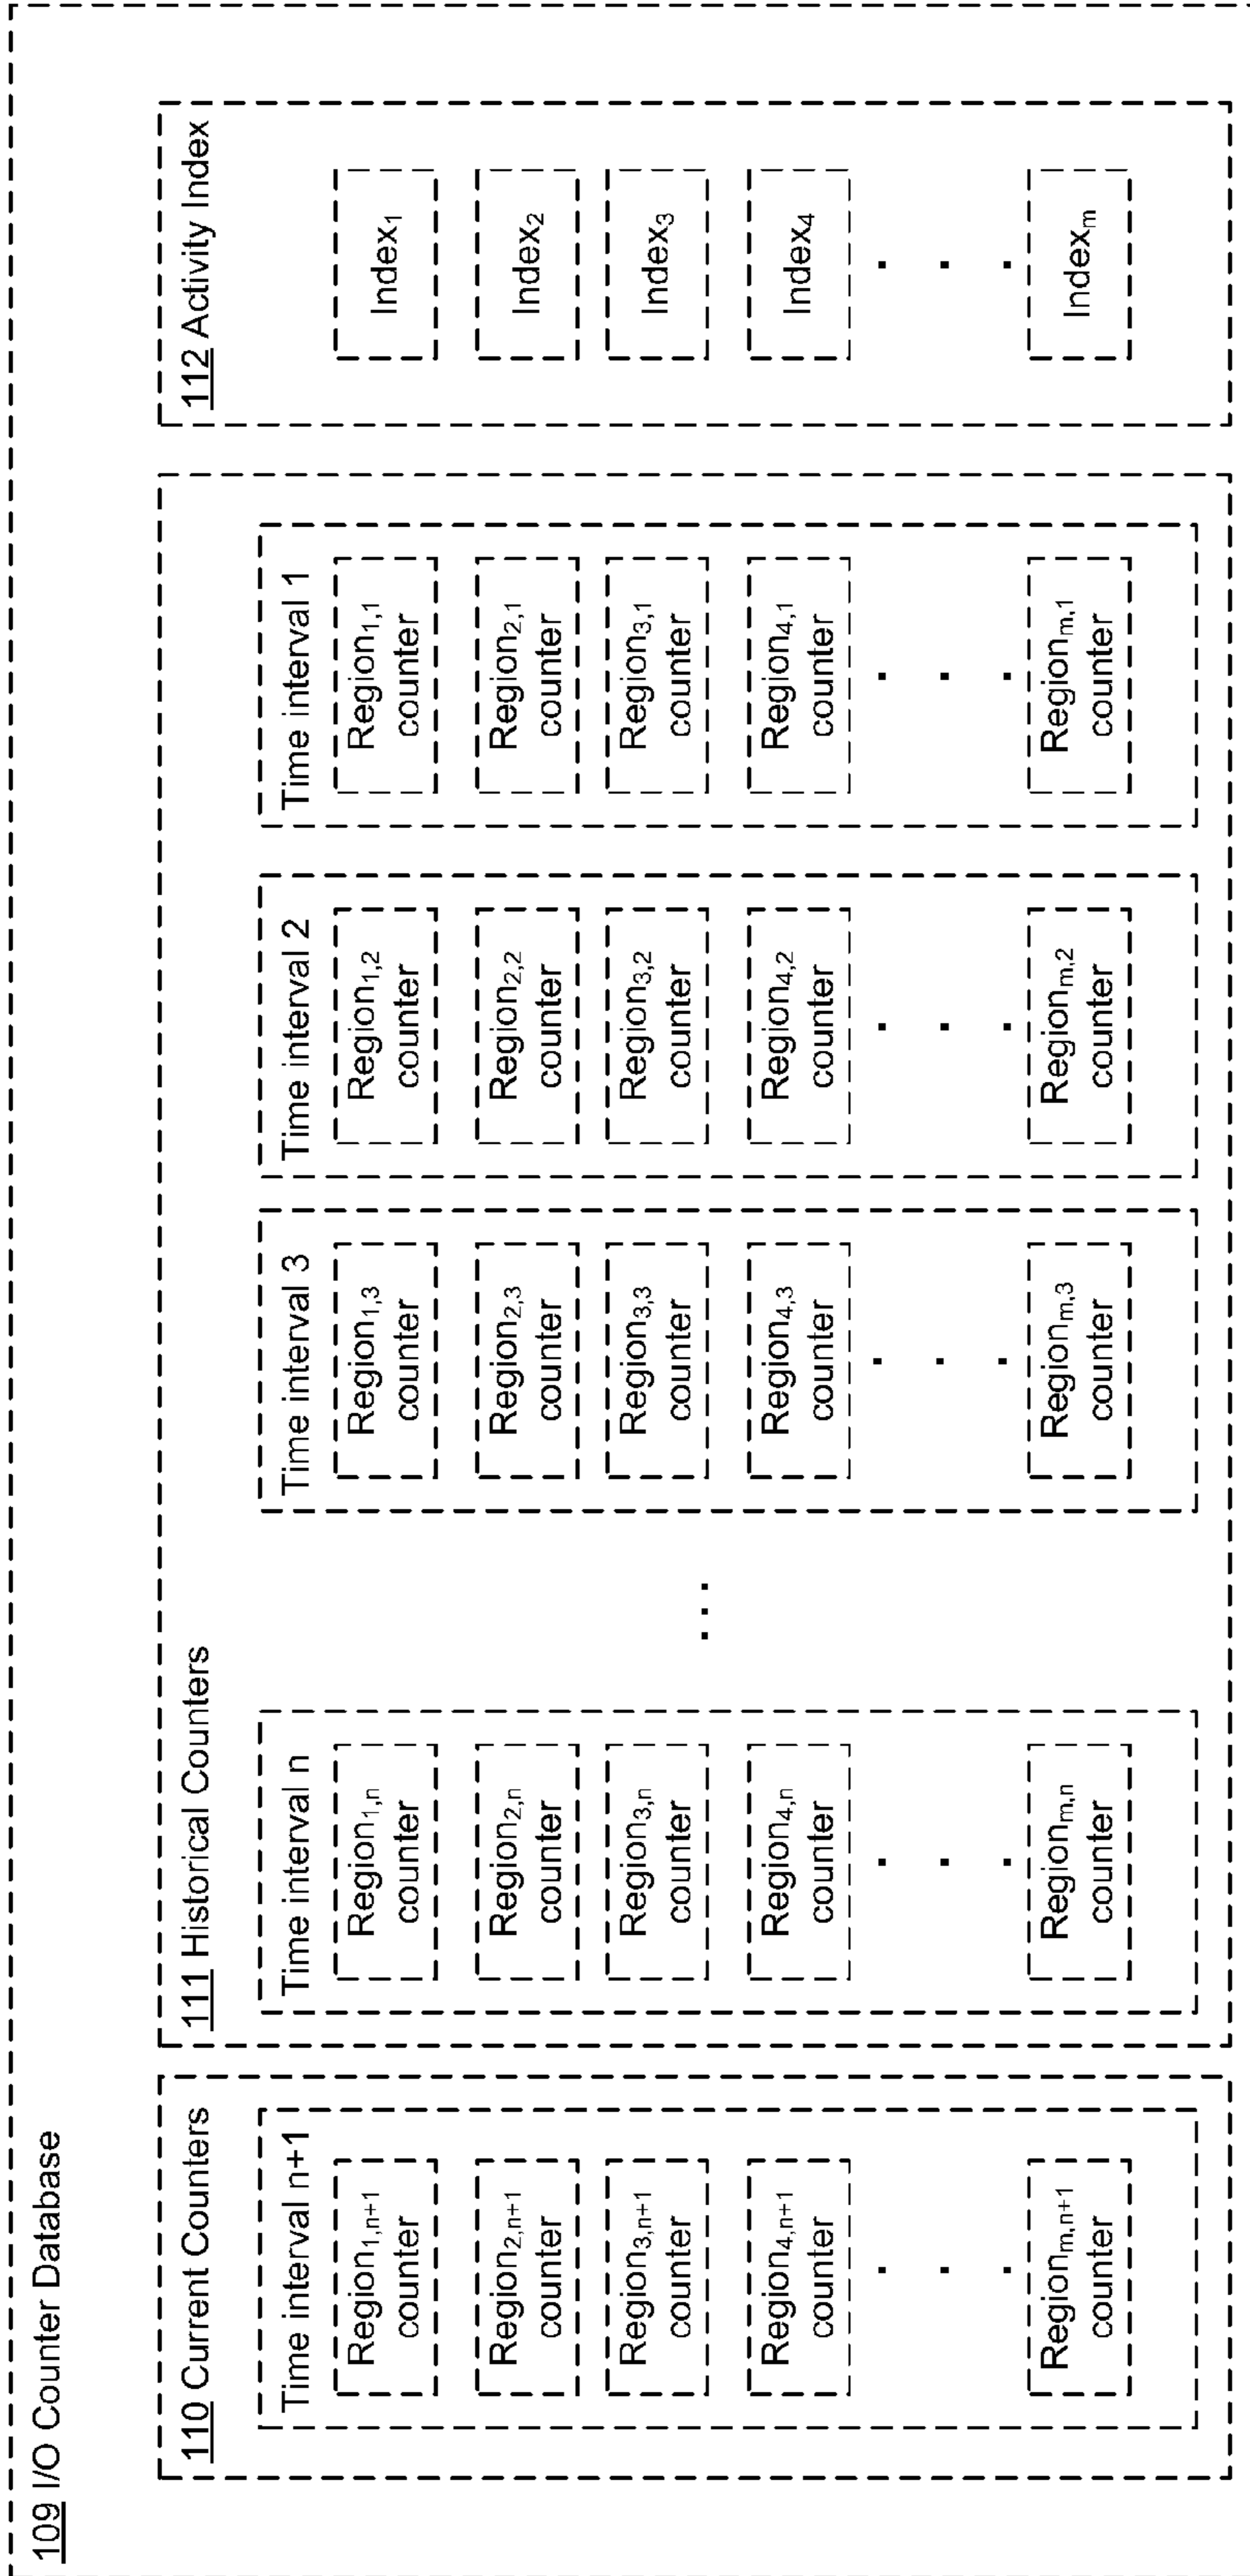 109 I/O Counter Database
110 Current Counters
Time interval n+1
Region1,n+1
counter
Region2,n+1
counter
Region3,n+1
counter
Region4,n+1
counter
.
.
.
Regionm,n+1
counter
111 Historical Counters
Time interval n
Region1,n
counter
Region2,n
counter
Region3,n
counter
Region4,n
counter
.
.
.
Regionm,n
counter
...
Time interval 3
Region1,3
counter
Region2,3
counter
Region3,3
counter
Region4,3
counter
.
.
.
Regionm,3
counter
Time interval 2
Region1,2
counter
Region2,2
counter
Region3,2
counter
Region4,2
counter
.
.
.
Regionm,2
counter
Time interval 1
Region1,1
counter
Region2,1
counter
Region3,1
counter
Region4,1
counter
.
.
.
Regionm,1
counter
112 Activity Index
Index1
Index2
Index3
Index4
.
.
.
Indexm